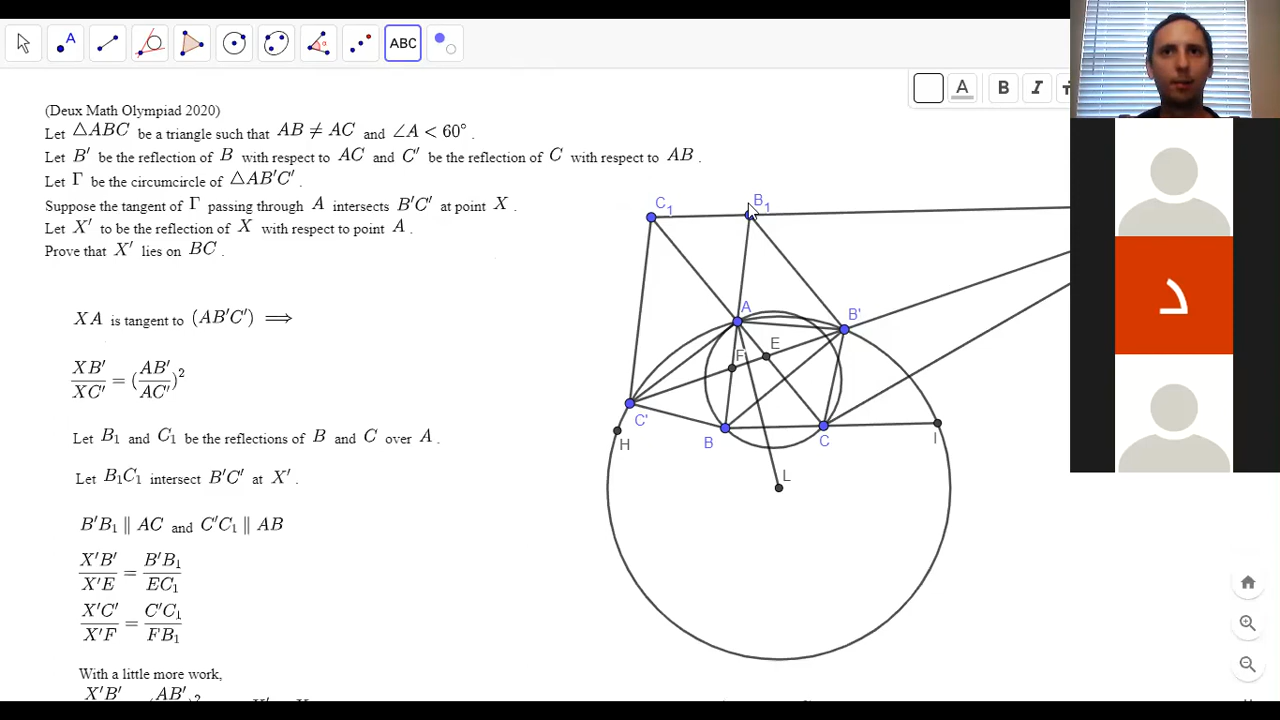 A
ABC
A B I T
(Deux Math Olympiad 2020)
Let △ABC be a triangle such that AB ≠ AC and ∠A < 60° .
Let B′ be the reflection of B with respect to AC and C′ be the reflection of C with respect to AB .
Let Γ be the circumcircle of △AB′C′ .
Suppose the tangent of Γ passing through A intersects B′C′ at point X .
Let X′ to be the reflection of X with respect to point A .
Prove that X′ lies on BC .
XA is tangent to (AB′C′) ⟹
XB′/XC′ = (AB′/AC′)²
Let B₁ and C₁ be the reflections of B and C over A .
Let B₁C₁ intersect B′C′ at X′ .
B′B₁ ∥ AC and C′C₁ ∥ AB
X′B′/X′E = B′B₁/EC₁
X′C′/X′F = C′C₁/FB₁
With a little more work,
C₁ B₁
A B′
F E
C′
H B C I
L
ד